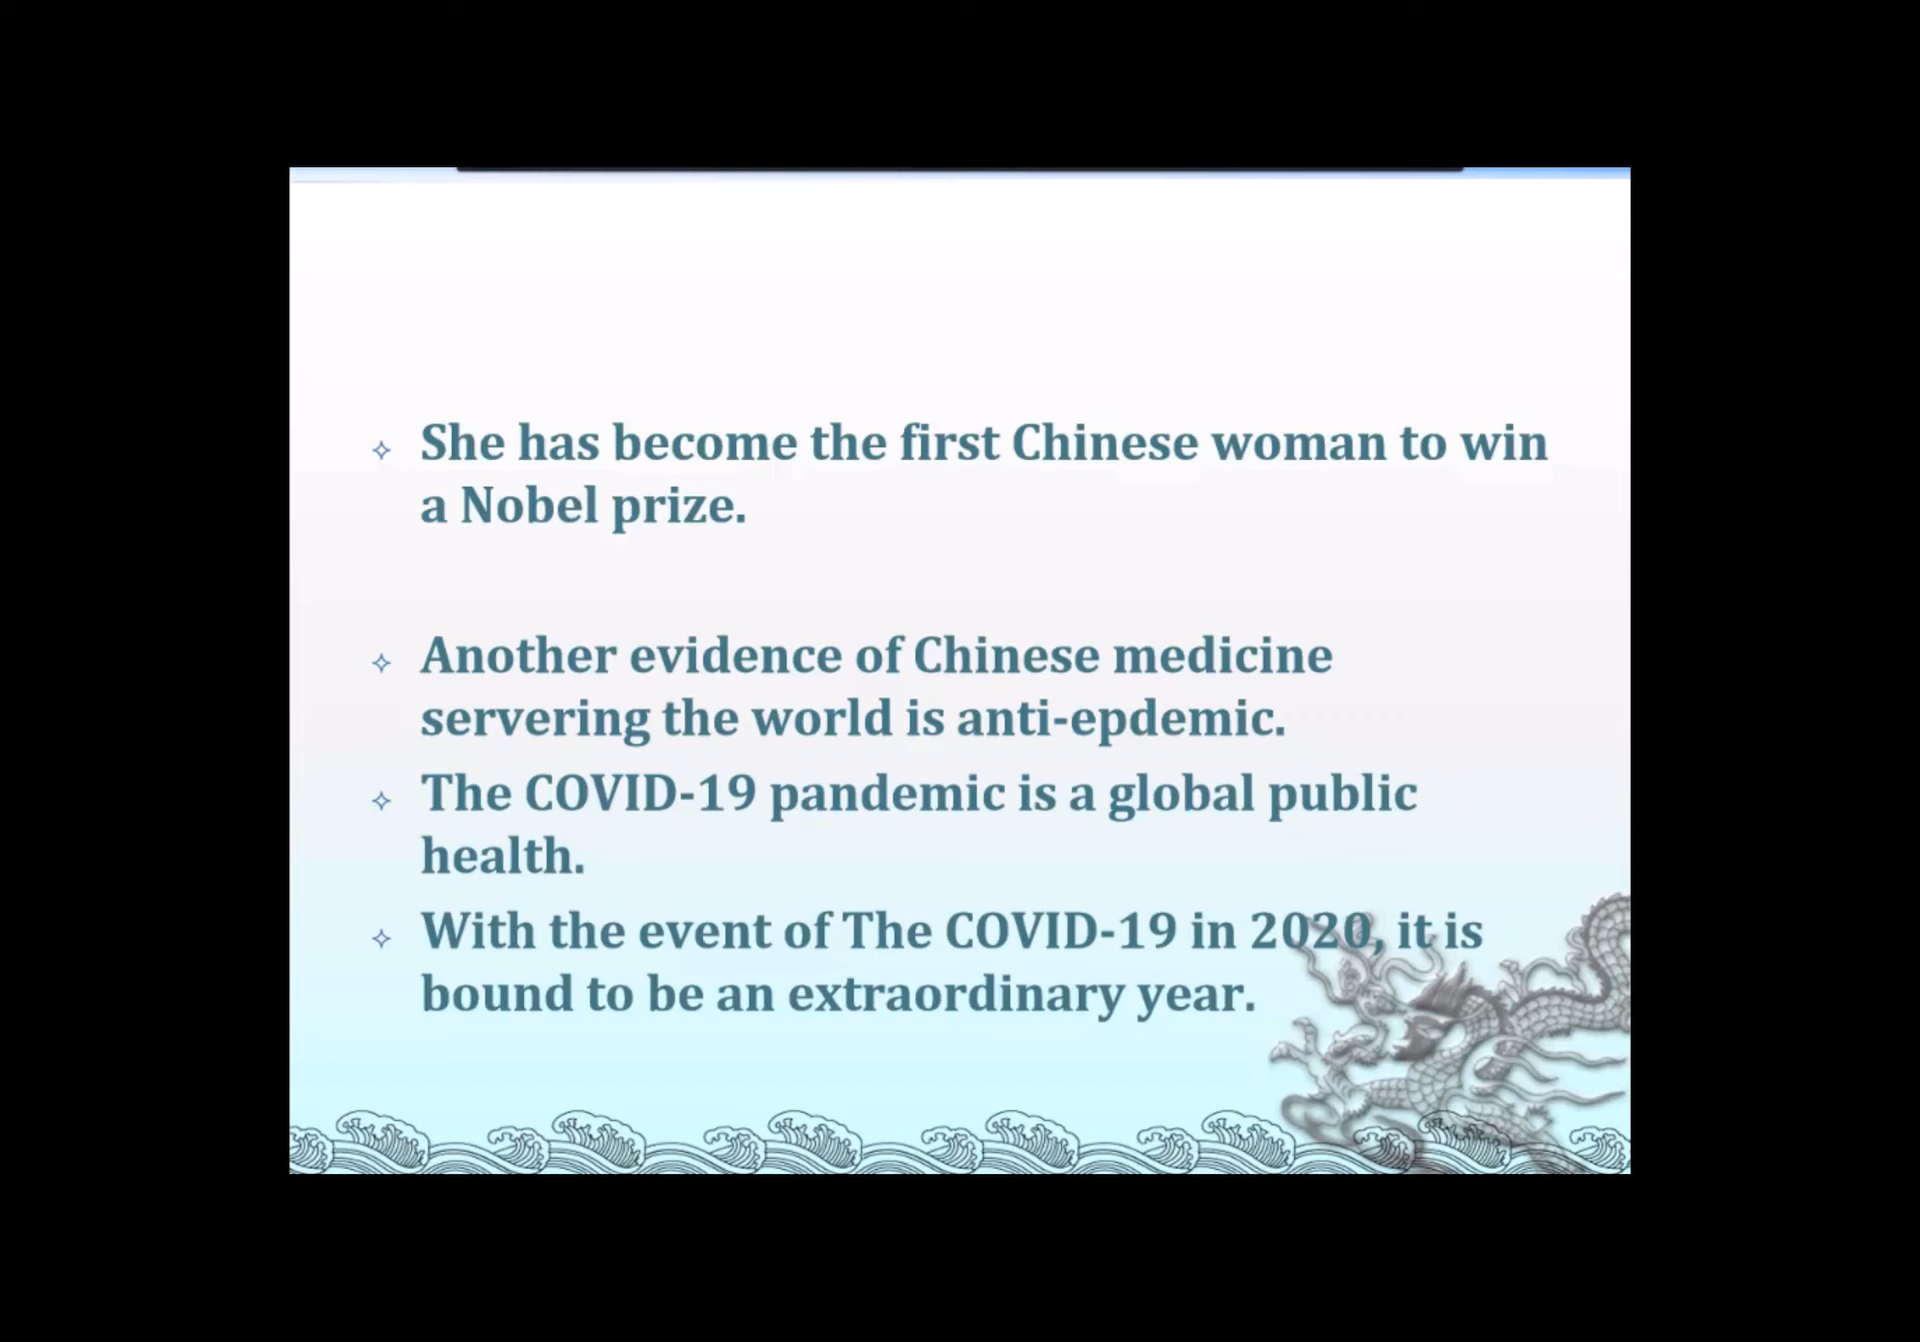 She has become the first Chinese woman to win
a Nobel prize.
Another evidence of Chinese medicine
servering the world is anti-epdemic.
The COVID-19 pandemic is a global public
health.
With the event of The COVID-19 in 2020, it is
bound to be an extraordinary year.